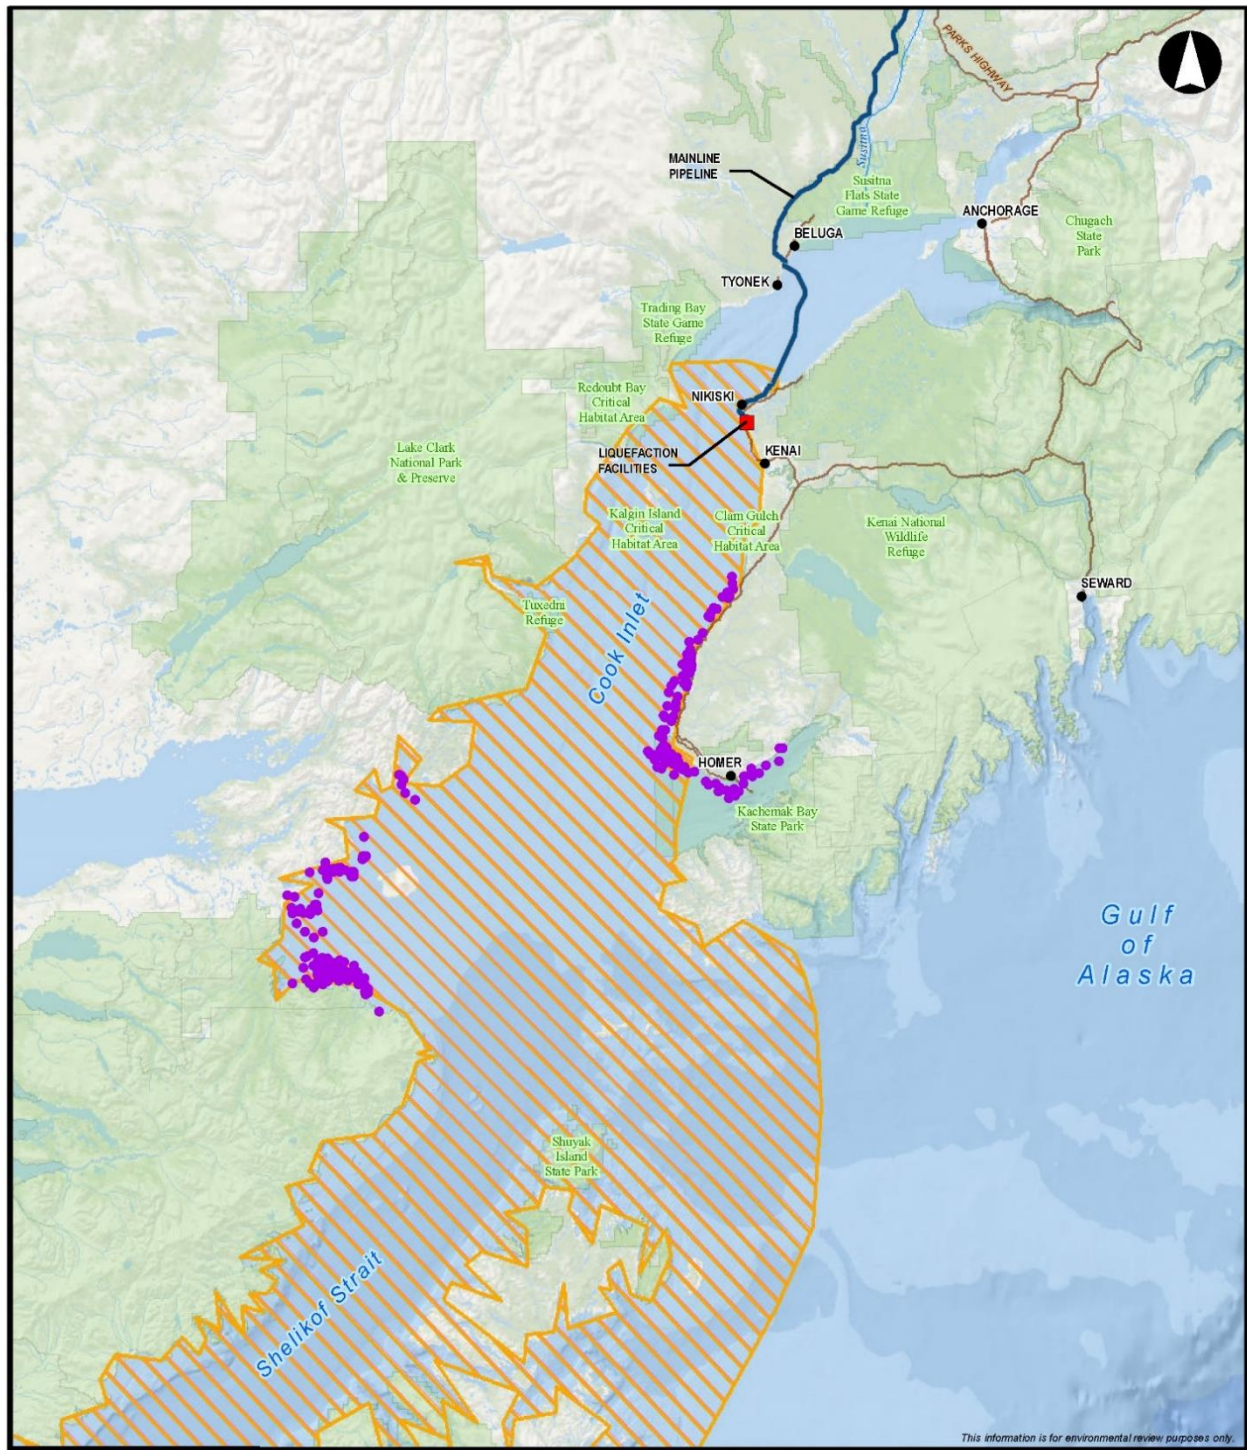 PARKS HIGHWAY
MAINLINE
PIPELINE
Susitna
Susitna
Flats State
Game Refuge
ANCHORAGE
Chugach
State
Park
BELUGA
TYONEK
Trading Bay
State Game
Refuge
Redoubt Bay
Critical
Habitat Area
NIKISKI
LIQUEFACTION
FACILITIES
KENAI
Lake Clark
National Park
& Preserve
Kalgin Island
Critical
Habitat Area
Clam Gulch
Critical
Habitat Area
Kenai National
Wildlife
Refuge
SEWARD
Tuxedni
Refuge
Cook Inlet
HOMER
Kachemak Bay
State Park
Gulf
of
Alaska
Shuyak
Island
State Park
Shelikof Strait
This information is for environmental review purposes only.